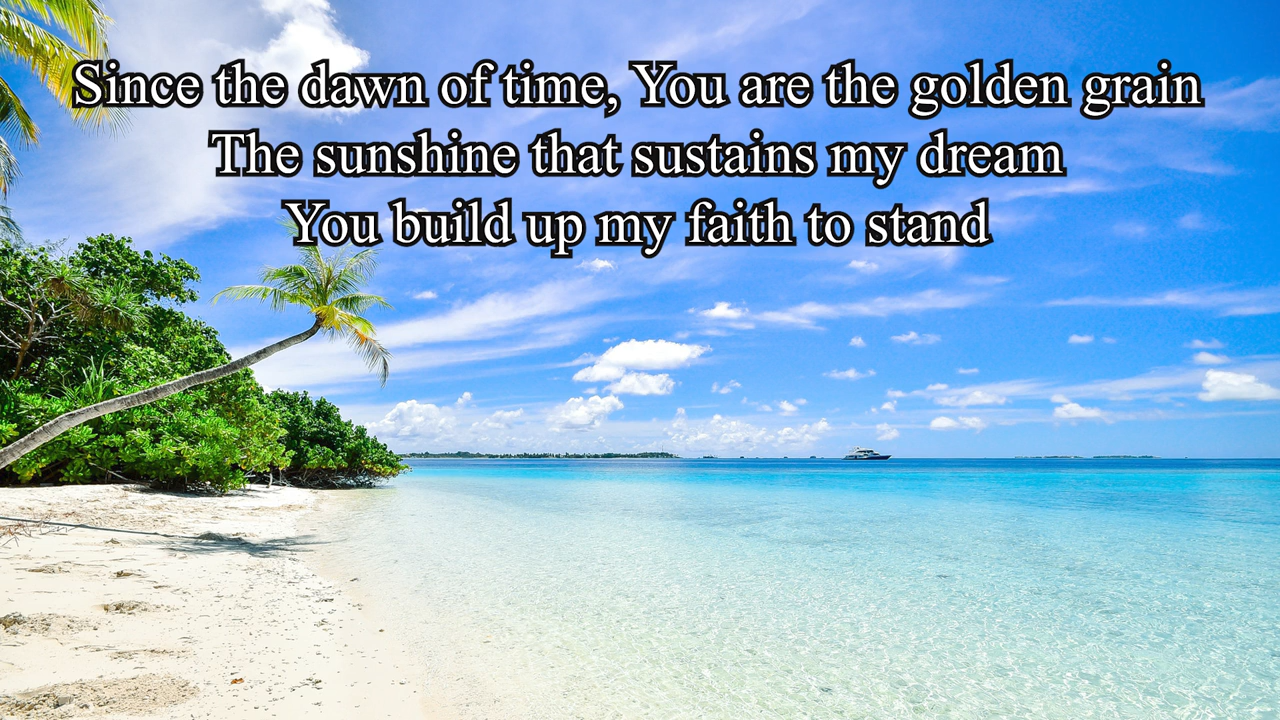 Since the dawn of time, You are the golden grain
The sunshine that sustains my dream
You build up my faith to stand